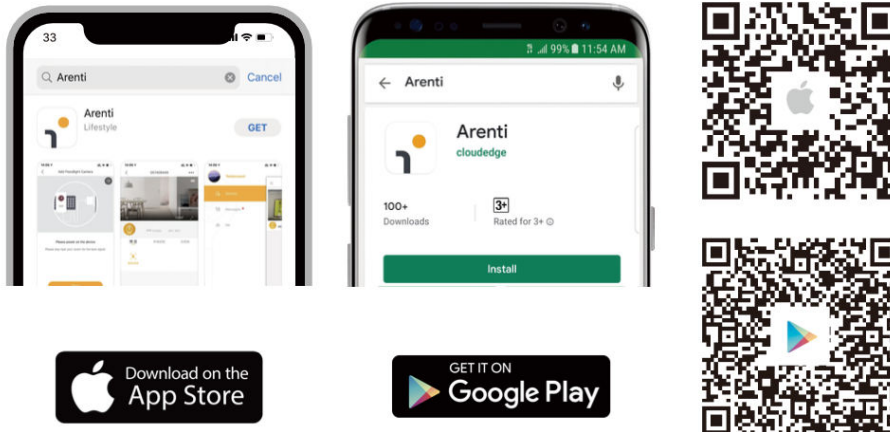 33
Arenti
Cancel
Arenti
Lifestyle
GET
99% 11:54 AM
Arenti
Arenti
cloudedge
100+
Downloads
3+
Rated for 3+
Install
Download on the
App Store
GET IT ON
Google Play